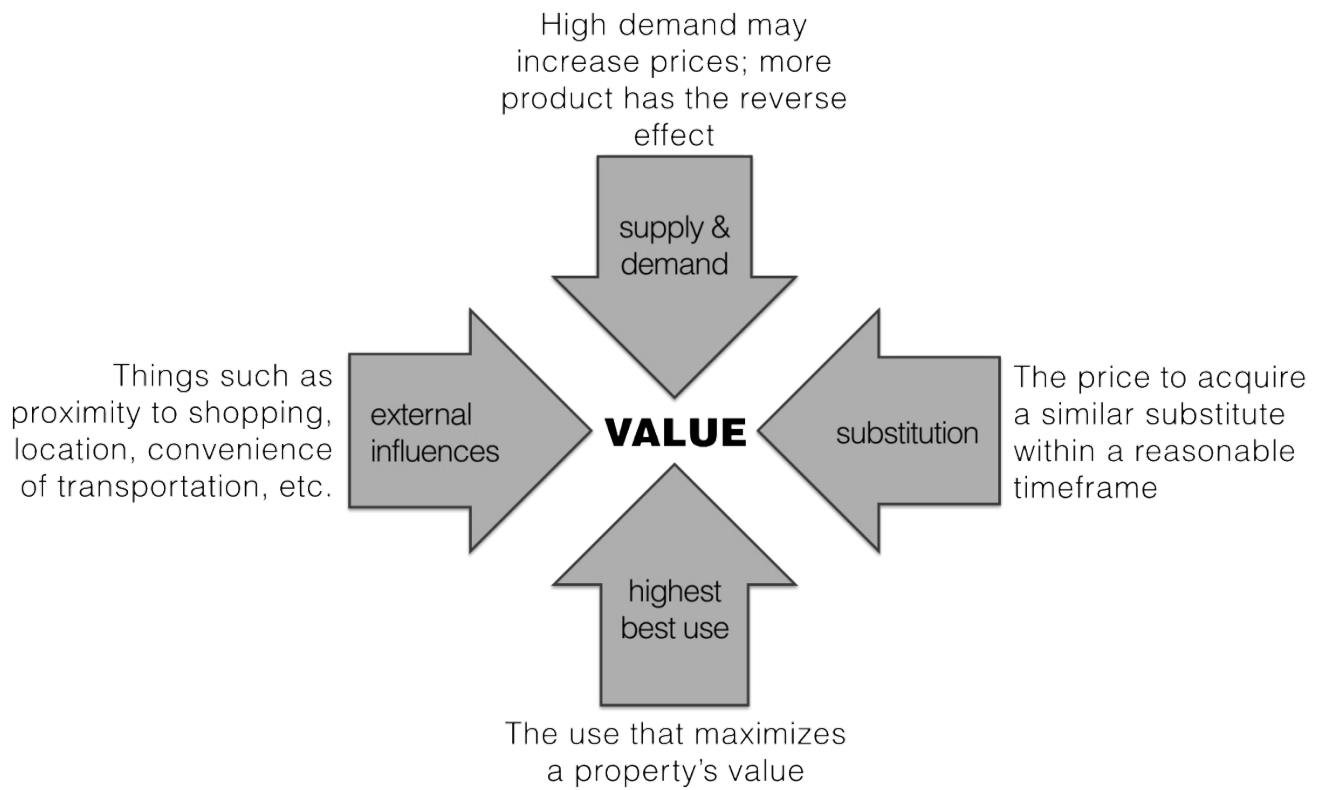 High demand may
increase prices; more
product has the reverse
effect
supply &
demand
Things such as
proximity to shopping,
location, convenience
of transportation, etc.
external
influences
VALUE
substitution
The price to acquire
a similar substitute
within a reasonable
timeframe
highest
best use
The use that maximizes
a property's value